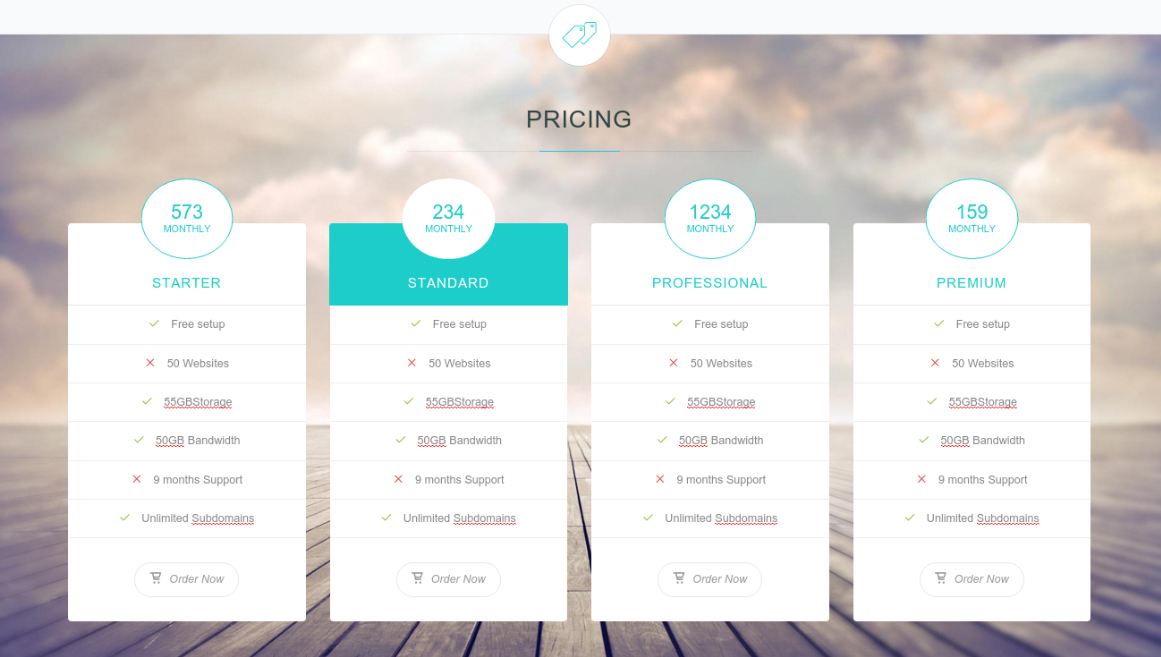 PRICING
573
MONTHLY
STARTER
Free setup
50 Websites
55GBStorage
50GB Bandwidth
9 months Support
Unlimited Subdomains
Order Now
234
MONTHLY
STANDARD
Free setup
50 Websites
55GBStorage
50GB Bandwidth
9 months Support
Unlimited Subdomains
Order Now
1234
MONTHLY
PROFESSIONAL
Free setup
50 Websites
55GBStorage
50GB Bandwidth
9 months Support
Unlimited Subdomains
Order Now
159
MONTHLY
PREMIUM
Free setup
50 Websites
55GBStorage
50GB Bandwidth
9 months Support
Unlimited Subdomains
Order Now